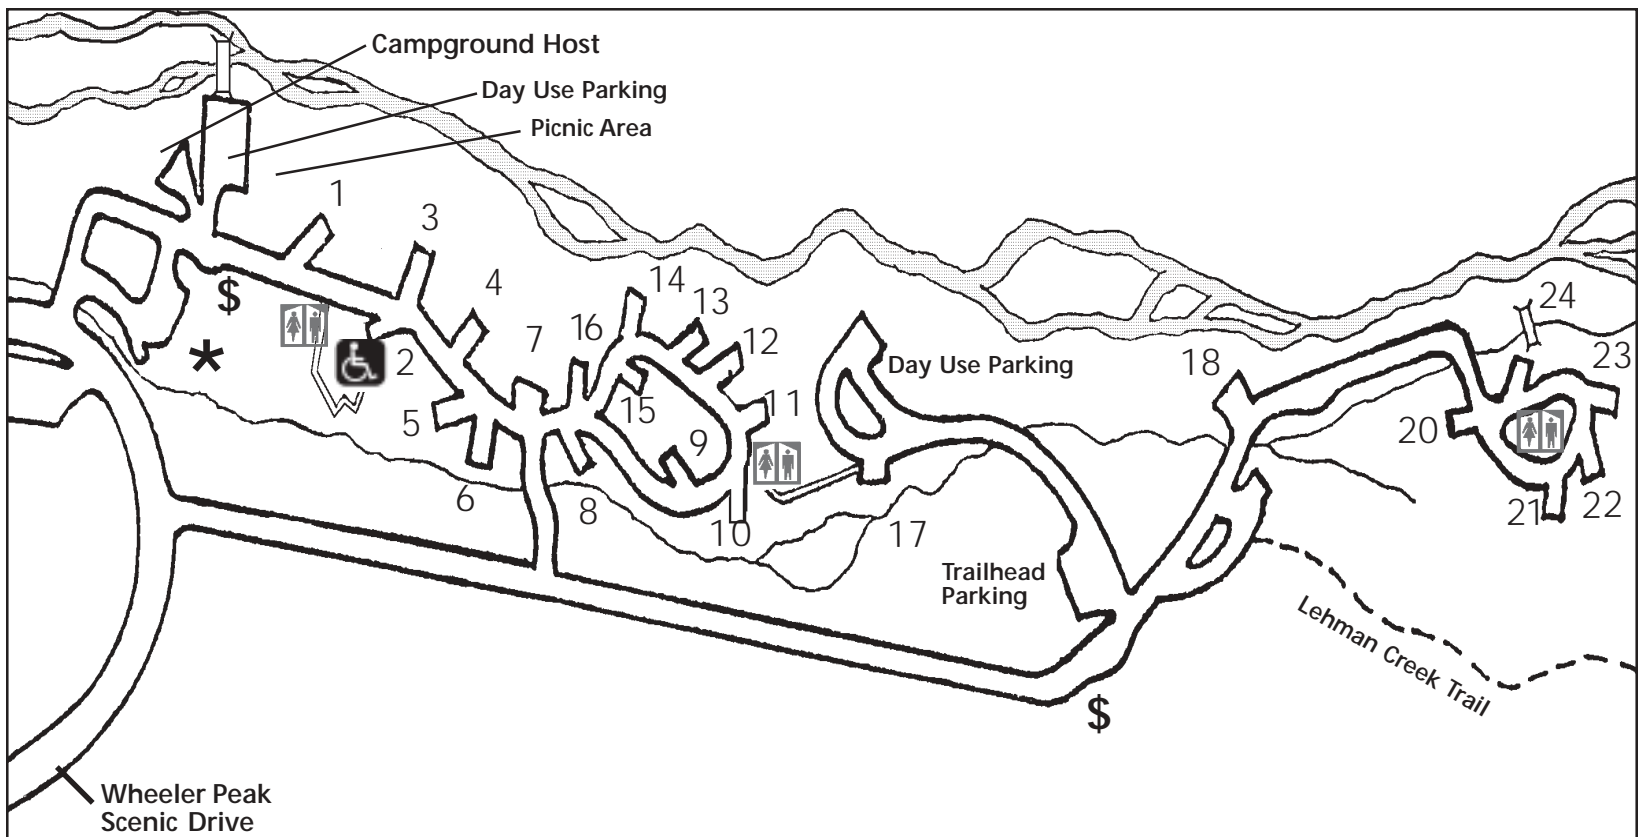 Campground Host
Day Use Parking
Picnic Area
1
3
4
14
13
12
16
7
$
*
2
5
6
15
9
11
8
10
Day Use Parking
17
18
24
23
20
21
22
Trailhead
Parking
Lehman Creek Trail
$
Wheeler Peak
Scenic Drive